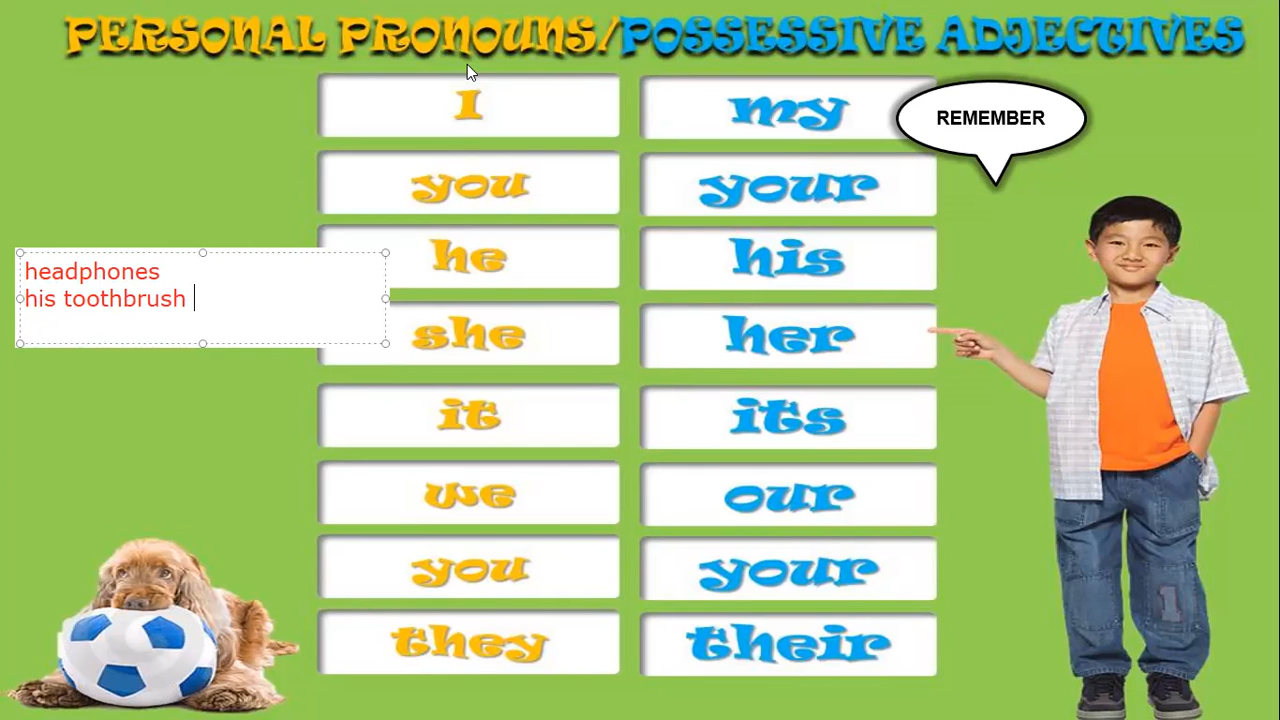 PERSONAL PRONOUNS/POSSESSIVE ADJECTIVES
I my
REMEMBER
you your
he his
headphones
his toothbrush
she her
it its
we our
you your
they their
1